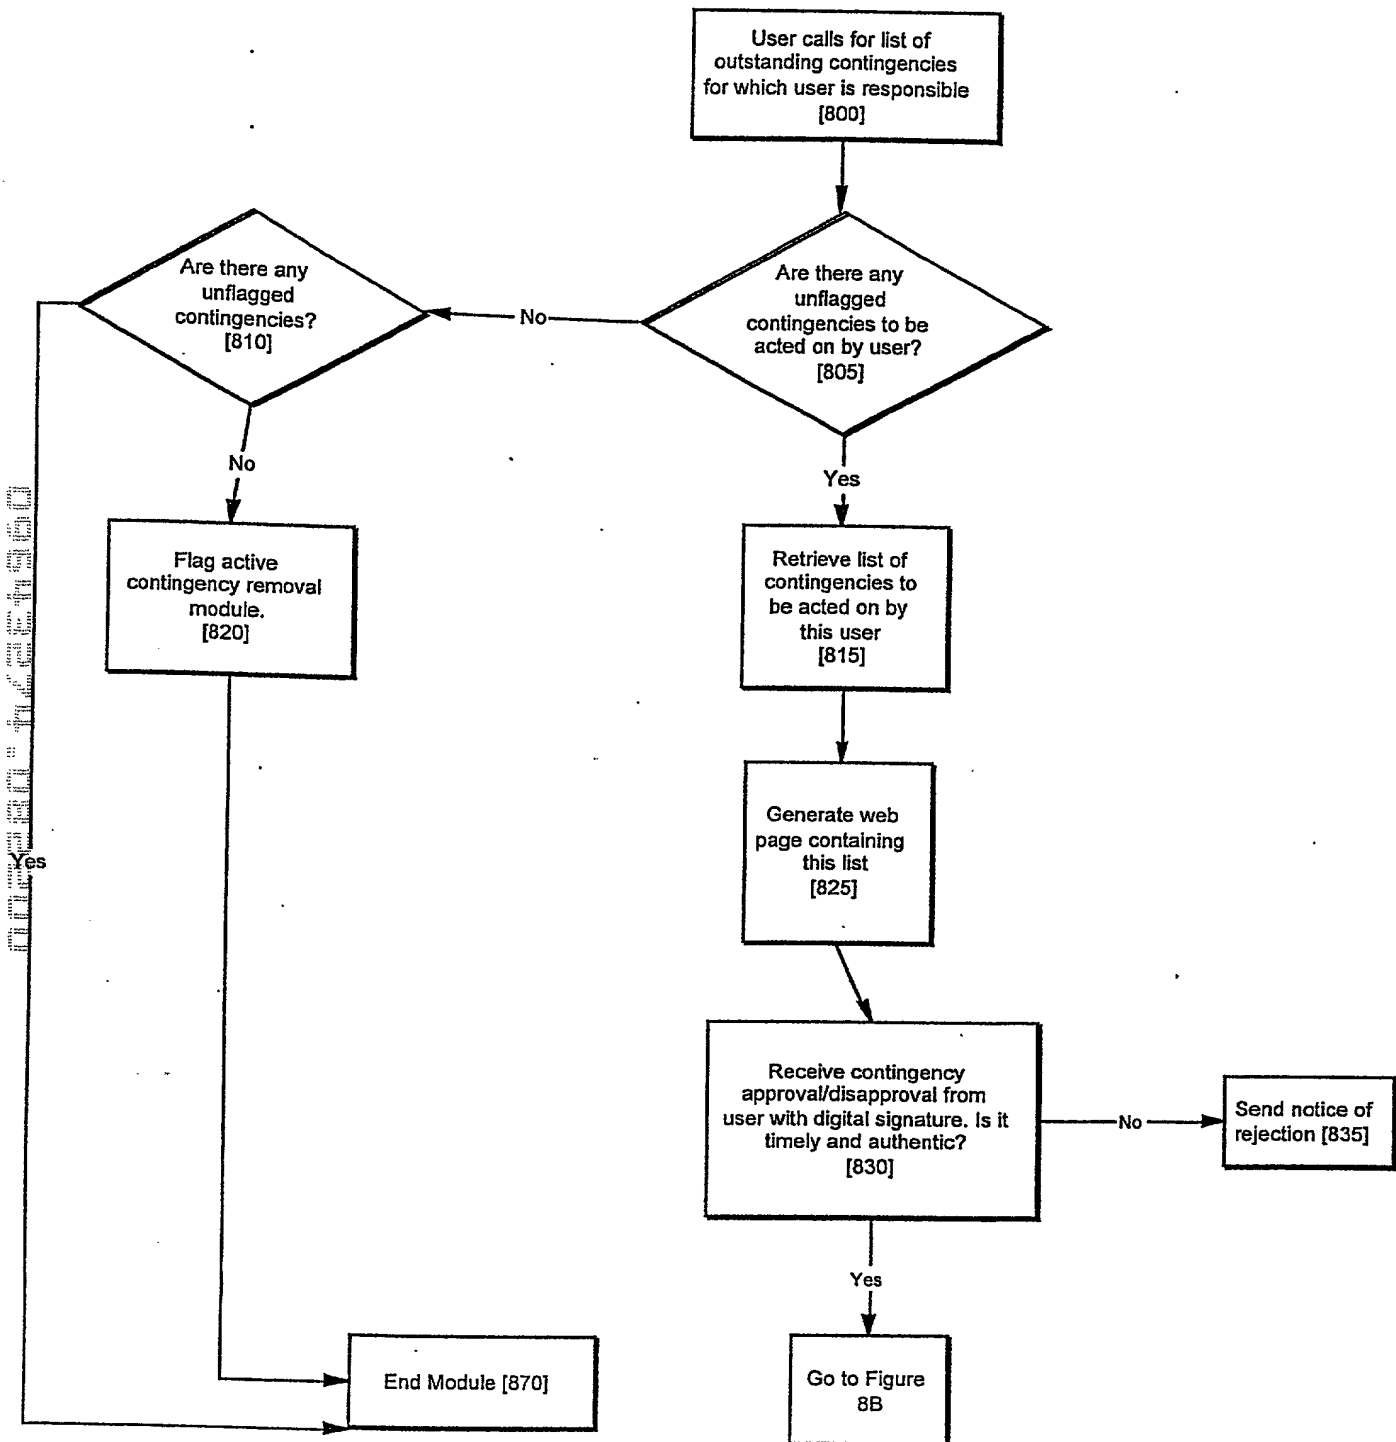 User calls for list of
outstanding contingencies
for which user is responsible
[800]
Are there any
unflagged
contingencies to be
acted on by user?
[805]
No
Are there any
unflagged
contingencies?
[810]
No
Yes
Flag active
contingency removal
module.
[820]
Retrieve list of
contingencies to
be acted on by
this user
[815]
Generate web
page containing
this list
[825]
Yes
Receive contingency
approval/disapproval from
user with digital signature. Is it
timely and authentic?
[830]
No
Send notice of
rejection [835]
Yes
End Module [870]
Go to Figure
8B